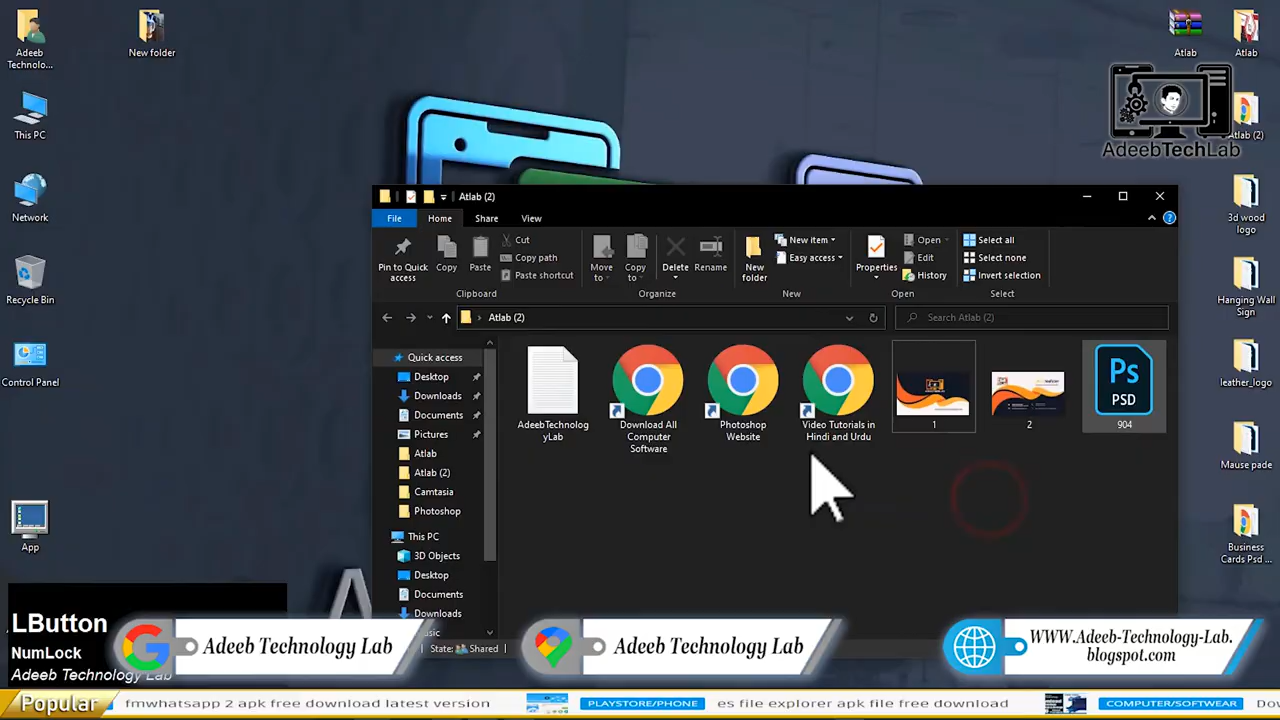 Adeeb
Technolo...
New folder
Atlab
Atlab
AdeebTechLab
This PC
Atlab (2)
Network
3d wood
logo
Recycle Bin
Hanging Wall
Sign
Control Panel
leather_logo
Mause pade
App
Business
Cards Psd ...
Atlab (2)
File
Home
Share
View
Pin to Quick
access
Copy
Paste
Cut
Copy path
Paste shortcut
Clipboard
Move
to
Copy
to
Delete
Rename
Organize
New
folder
New item
Easy access
New
Properties
Open
Edit
History
Open
Select all
Select none
Invert selection
Select
Atlab (2)
Search Atlab (2)
Quick access
Desktop
Downloads
Documents
Pictures
Atlab
Atlab (2)
Camtasia
Photoshop
This PC
3D Objects
Desktop
Documents
Downloads
AdeebTechnolog
yLab
Download All
Computer
Software
Photoshop
Website
Video Tutorials in
Hindi and Urdu
1
2
Ps
PSD
904
State: Shared
LButton
NumLock
Adeeb Technology Lab
Adeeb Technology Lab
Adeeb Technology Lab
WWW.Adeeb-Technology-Lab.
blogspot.com
Popular
fmwhatsapp 2 apk free download latest version
PLAYSTORE/PHONE
es file explorer apk file free download
COMPUTER/SOFTWEAR
Dow